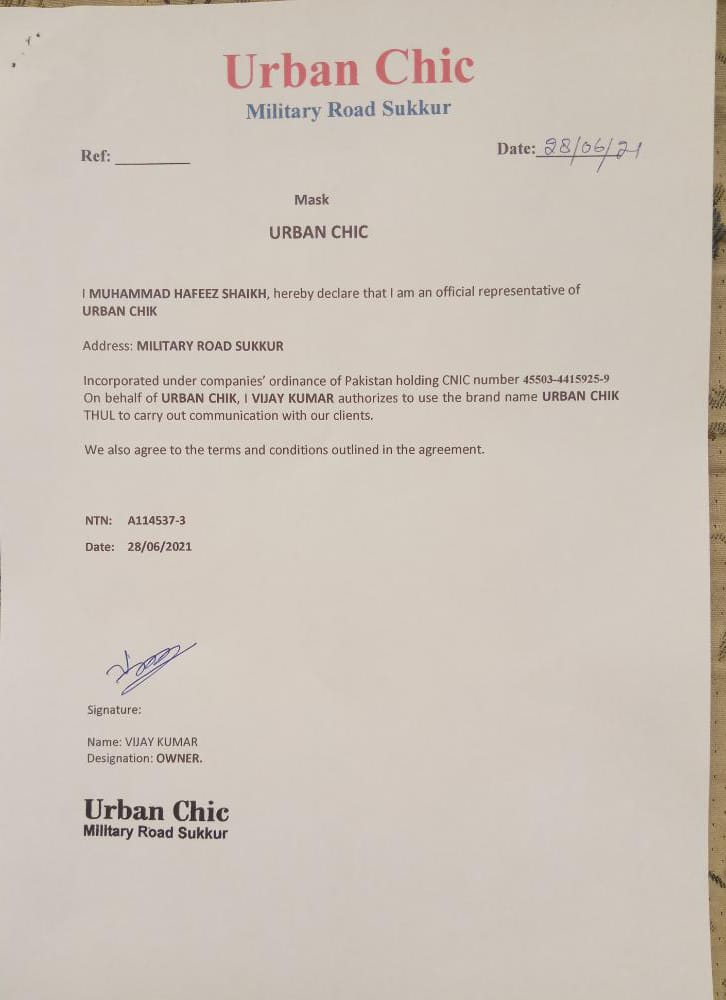 Urban Chic
Military Road Sukkur
Ref: ________ Date: 28/06/21
Mask
URBAN CHIC
I MUHAMMAD HAFEEZ SHAIKH, hereby declare that I am an official representative of
URBAN CHIK
Address: MILITARY ROAD SUKKUR
Incorporated under companies’ ordinance of Pakistan holding CNIC number 45503-4415925-9
On behalf of URBAN CHIK, I VIJAY KUMAR authorizes to use the brand name URBAN CHIK
THUL to carry out communication with our clients.
We also agree to the terms and conditions outlined in the agreement.
NTN: A114537-3
Date: 28/06/2021
Signature:
Name: VIJAY KUMAR
Designation: OWNER.
Urban Chic
Military Road Sukkur